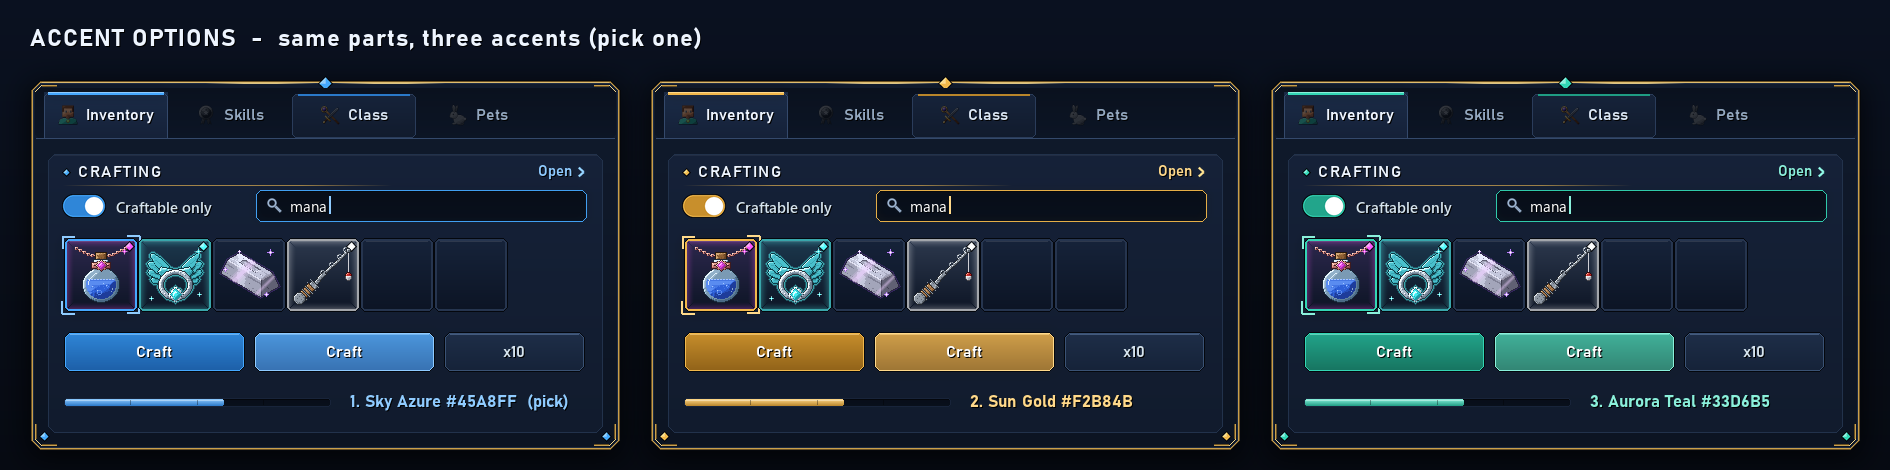 ACCENT OPTIONS - same parts, three accents (pick one)
Inventory Skills Class Pets
CRAFTING Open >
Craftable only mana
Craft Craft x10
1. Sky Azure #45A8FF (pick)
Inventory Skills Class Pets
CRAFTING Open >
Craftable only mana
Craft Craft x10
2. Sun Gold #F2B84B
Inventory Skills Class Pets
CRAFTING Open >
Craftable only mana
Craft Craft x10
3. Aurora Teal #33D6B5